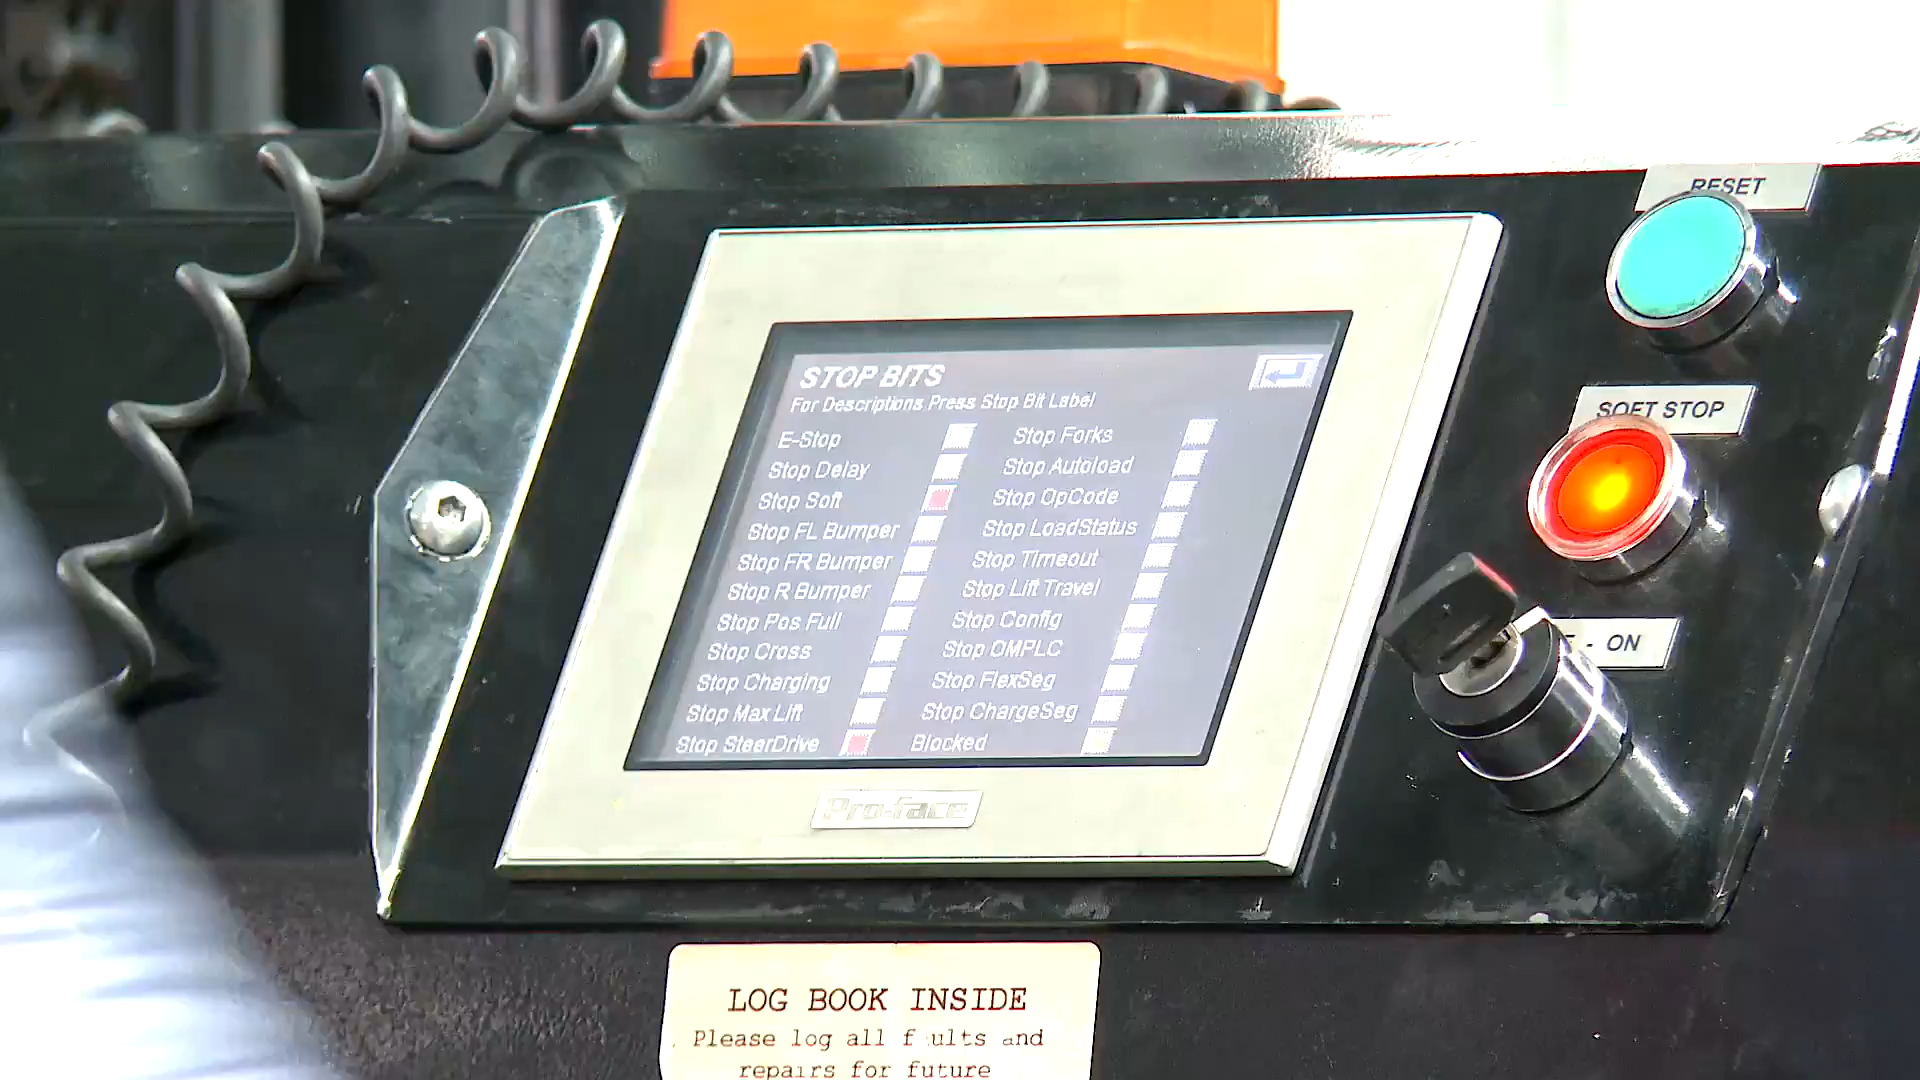 RESET
SOFT STOP
- ON
STOP BITS
For Descriptions Press Stop Bit Label
E-Stop
Stop Delay
Stop Soft
Stop FL Bumper
Stop FR Bumper
Stop R Bumper
Stop Pos Full
Stop Cross
Stop Charging
Stop Max Lift
Stop SteerDrive
Stop Forks
Stop Autoload
Stop OpCode
Stop LoadStatus
Stop Timeout
Stop Lift Travel
Stop Config
Stop OMPLC
Stop FlexSeg
Stop ChargeSeg
Blocked
Pro-face
LOG BOOK INSIDE
Please log all faults and
repairs for future